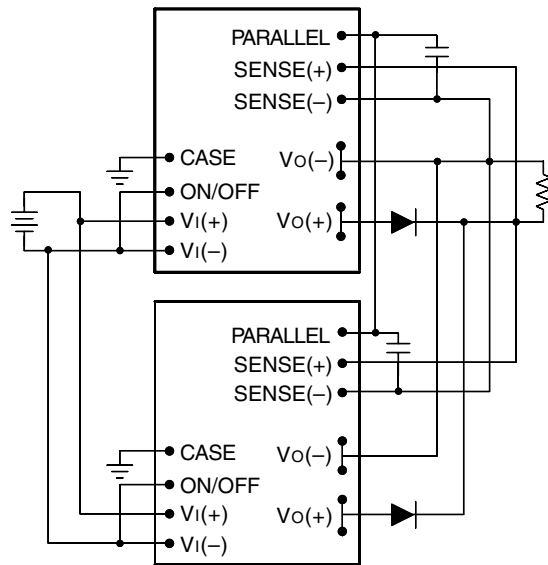 PARALLEL
SENSE(+)
SENSE(–)
CASE
VO(–)
ON/OFF
VI(+)
VO(+)
VI(–)
PARALLEL
SENSE(+)
SENSE(–)
CASE
VO(–)
ON/OFF
VI(+)
VO(+)
VI(–)